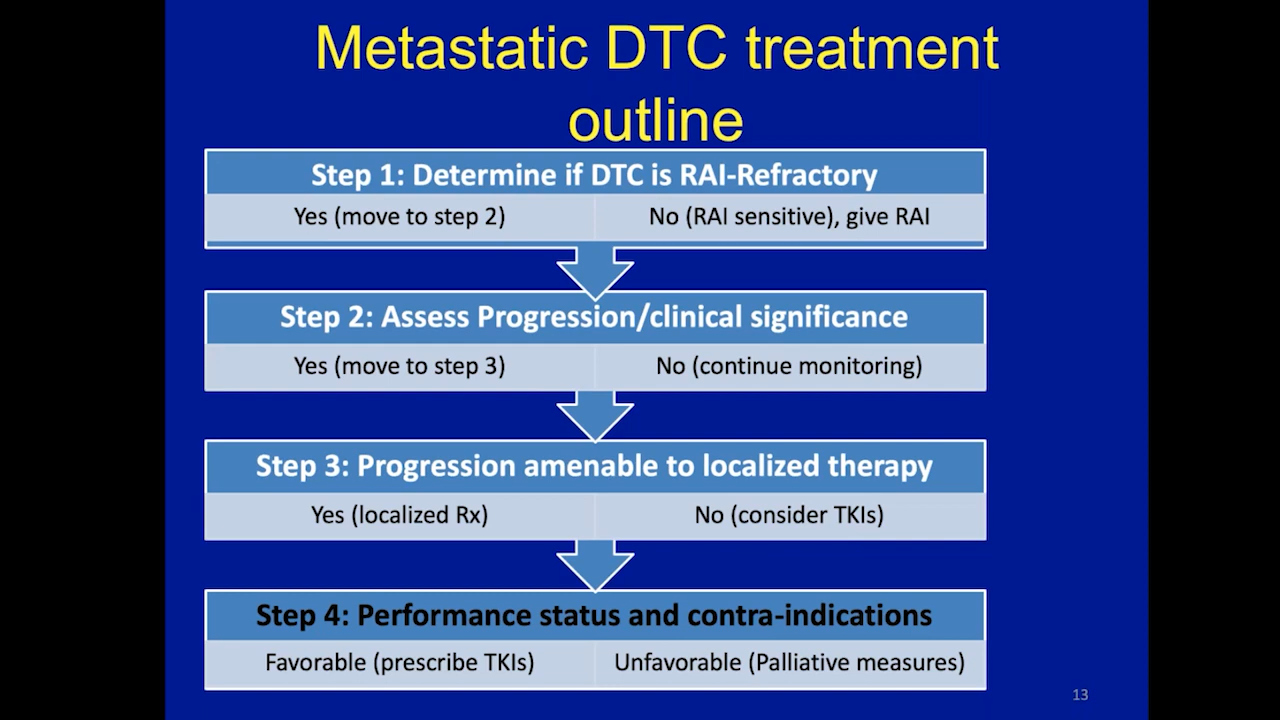 Metastatic DTC treatment
outline
Step 1: Determine if DTC is RAI-Refractory
Yes (move to step 2)
No (RAI sensitive), give RAI
Step 2: Assess Progression/clinical significance
Yes (move to step 3)
No (continue monitoring)
Step 3: Progression amenable to localized therapy
Yes (localized Rx)
No (consider TKIs)
Step 4: Performance status and contra-indications
Favorable (prescribe TKIs)
Unfavorable (Palliative measures)
13